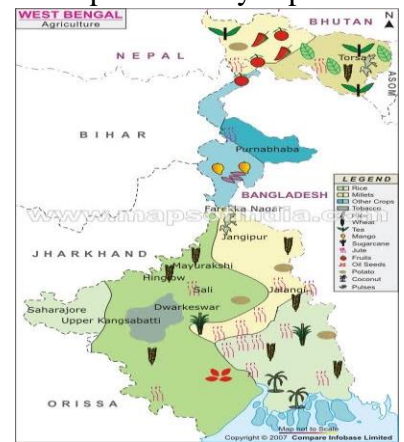 WEST BENGAL
Agriculture
N
BHUTAN
NEPAL
Torsa
ASOM
BIHAR
Purnabhaba
BANGLADESH
Farakka Nagar
www.mapsofindia.com
LEGEND
Rice
Millets
Other Crops
Tobacco
Wheat
Tea
Mango
Sugarcane
Jute
Fruits
Oil Seeds
Potato
Coconut
Pulses
Jangipur
JHARKHAND
Mayurakshi
Hinglow
Sali
Jalangi
Saharajore
Dwarkeswar
Upper Kangsabatti
ORISSA
Map not to Scale
Copyright © 2007 Compare Infobase Limited